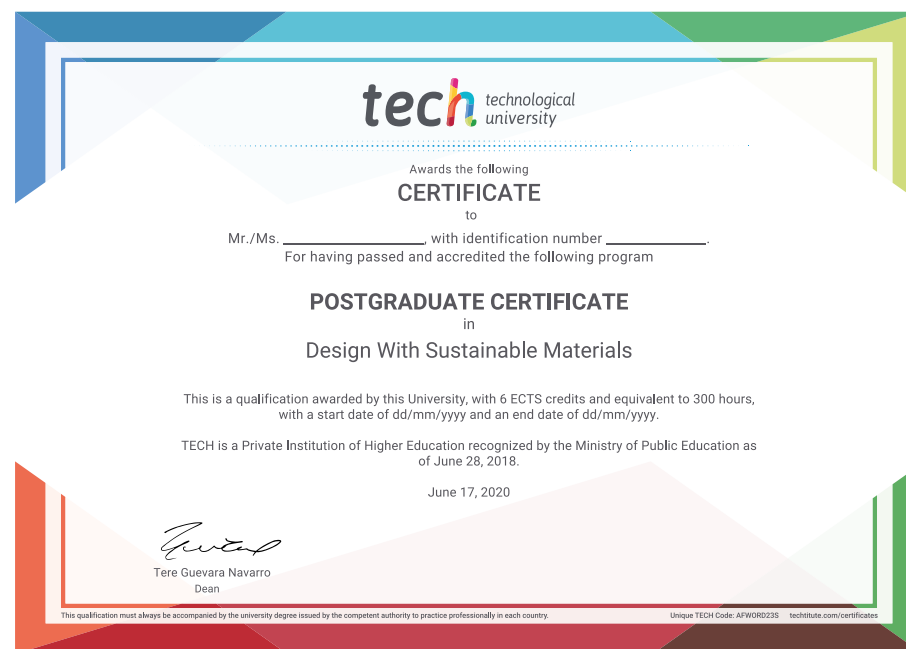 tech technological
university
Awards the following
CERTIFICATE
to
Mr./Ms. ____________________, with identification number ______________.
For having passed and accredited the following program
POSTGRADUATE CERTIFICATE
in
Design With Sustainable Materials
This is a qualification awarded by this University, with 6 ECTS credits and equivalent to 300 hours,
with a start date of dd/mm/yyyy and an end date of dd/mm/yyyy.
TECH is a Private Institution of Higher Education recognized by the Ministry of Public Education as
of June 28, 2018.
June 17, 2020
Tere Guevara Navarro
Dean
This qualification must always be accompanied by the university degree issued by the competent authority to practice professionally in each country. Unique TECH Code: AFWORD23S techtitute.com/certificates